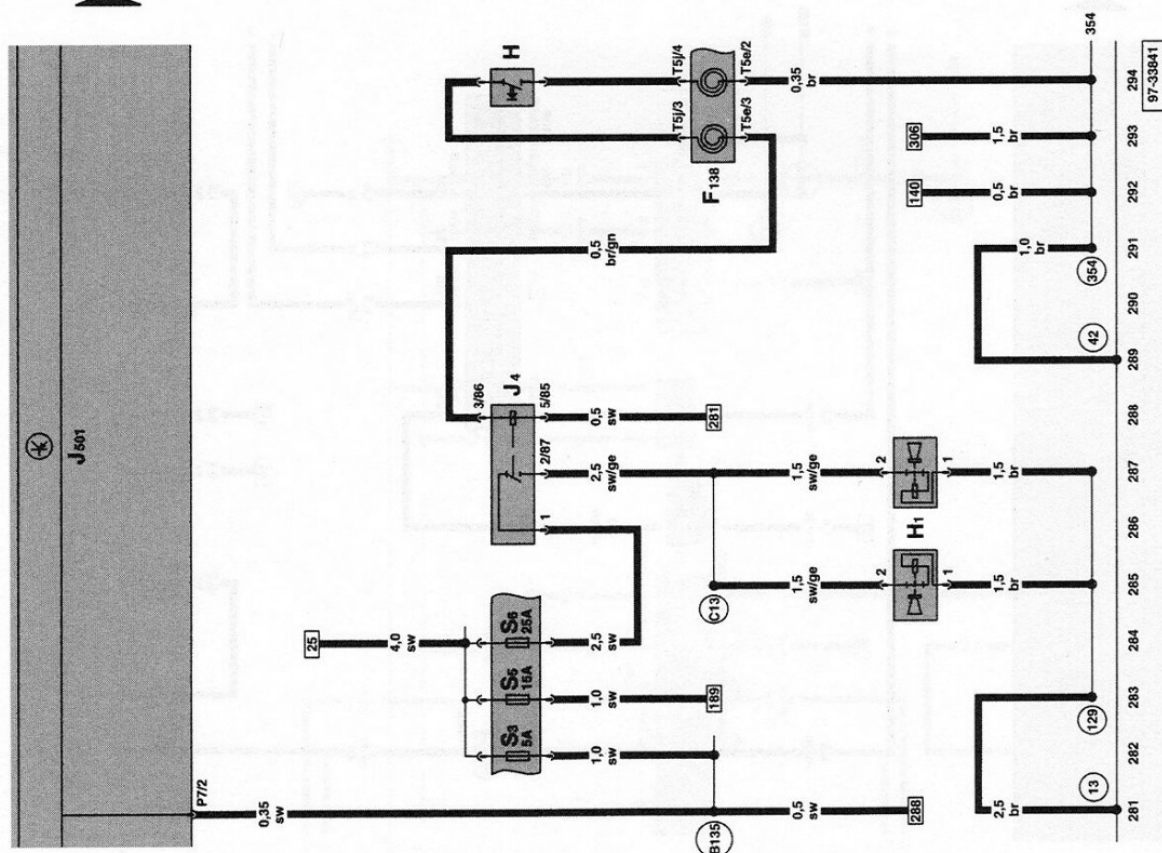 J501
P7/2
0,35
sw
25
4,0
sw
3/86
H
J4
S3
5A
S5
15A
S6
25A
1
2/87
5/85
1,0
sw
1,0
sw
2,5
sw
2,5
sw/ge
0,5
sw
0,5
br/gn
T5j/3
T5j/4
F138
T5e/3
T5e/2
B135
189
C13
281
0,5
sw
1,5
sw/ge
1,5
sw/ge
0,35
br
2
2
H1
1
1
288
140
306
2,5
br
1,5
br
1,5
br
1,0
br
0,5
br
1,5
br
13
129
42
354
354
281
282
283
284
285
286
287
288
289
290
291
292
293
294
97-33841